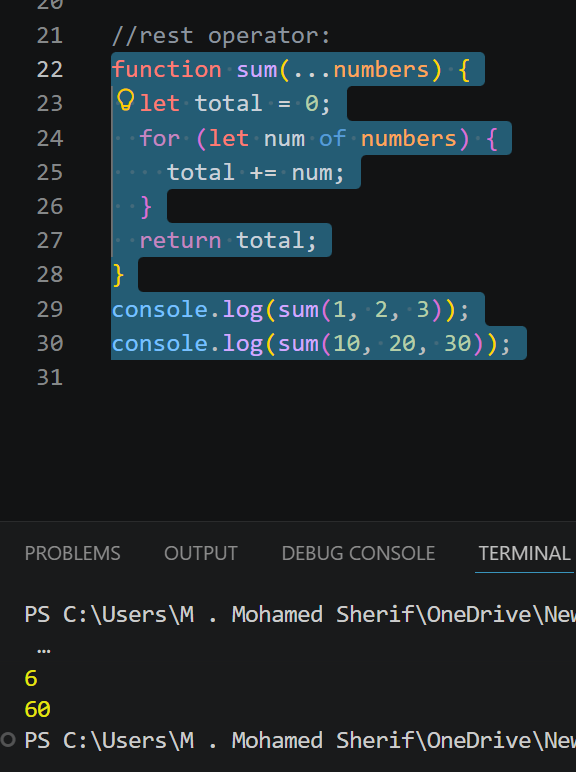 20
21 //rest operator:
22 function sum(...numbers) {
23 let total = 0;
24 for (let num of numbers) {
25 total += num;
26 }
27 return total;
28 }
29 console.log(sum(1, 2, 3));
30 console.log(sum(10, 20, 30));
31
PROBLEMS OUTPUT DEBUG CONSOLE TERMINAL
PS C:\Users\M . Mohamed Sherif\OneDrive\New
…
6
60
PS C:\Users\M . Mohamed Sherif\OneDrive\New